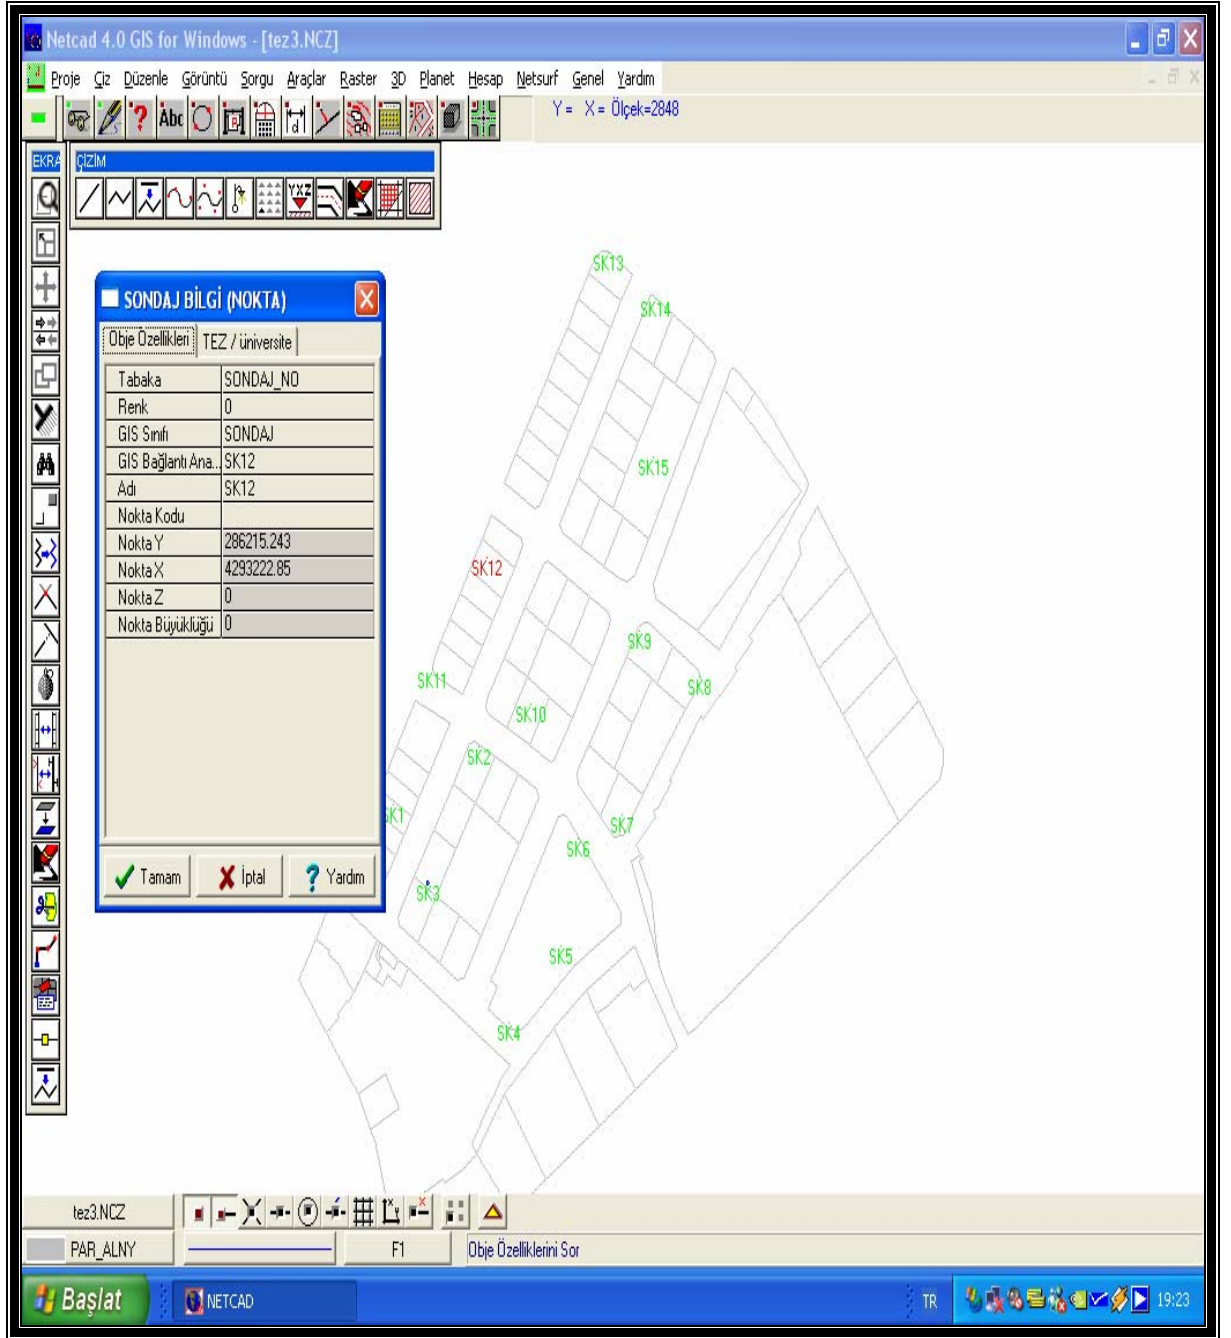 Netcad 4.0 GIS for Windows - [tez3.NCZ]
Proje Çiz Düzenle Görüntü Sorgu Araçlar Raster 3D Planet Hesap Netsurf Genel Yardım
Abc
Y = X = Ölçek=2848
EKRA
ÇİZİM
YXZ
SK13
SK14
SONDAJ BİLGİ (NOKTA)
Obje Özellikleri TEZ / üniversite
Tabaka SONDAJ_NO
Renk 0
GIS Sınıfı SONDAJ
GIS Bağlantı Ana... SK12
Adı SK12
Nokta Kodu
Nokta Y 286215.243
Nokta X 4293222.85
Nokta Z 0
Nokta Büyüklüğü 0
SK15
SK12
SK9
SK11
SK8
SK10
SK2
SK1
SK7
SK6
Tamam İptal Yardım
SK3
SK5
SK4
tez3.NCZ
PAR_ALNY F1 Obje Özelliklerini Sor
Başlat NETCAD TR 19:23